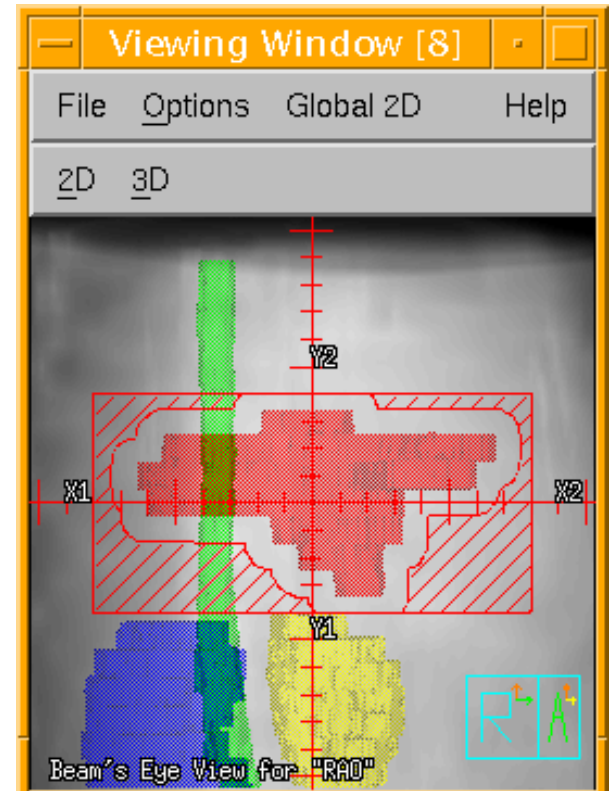 Viewing Window [8]
File Options Global 2D Help
2D 3D
Y2
X1 X2
Y1
R A
Beam's Eye View for "RAO"